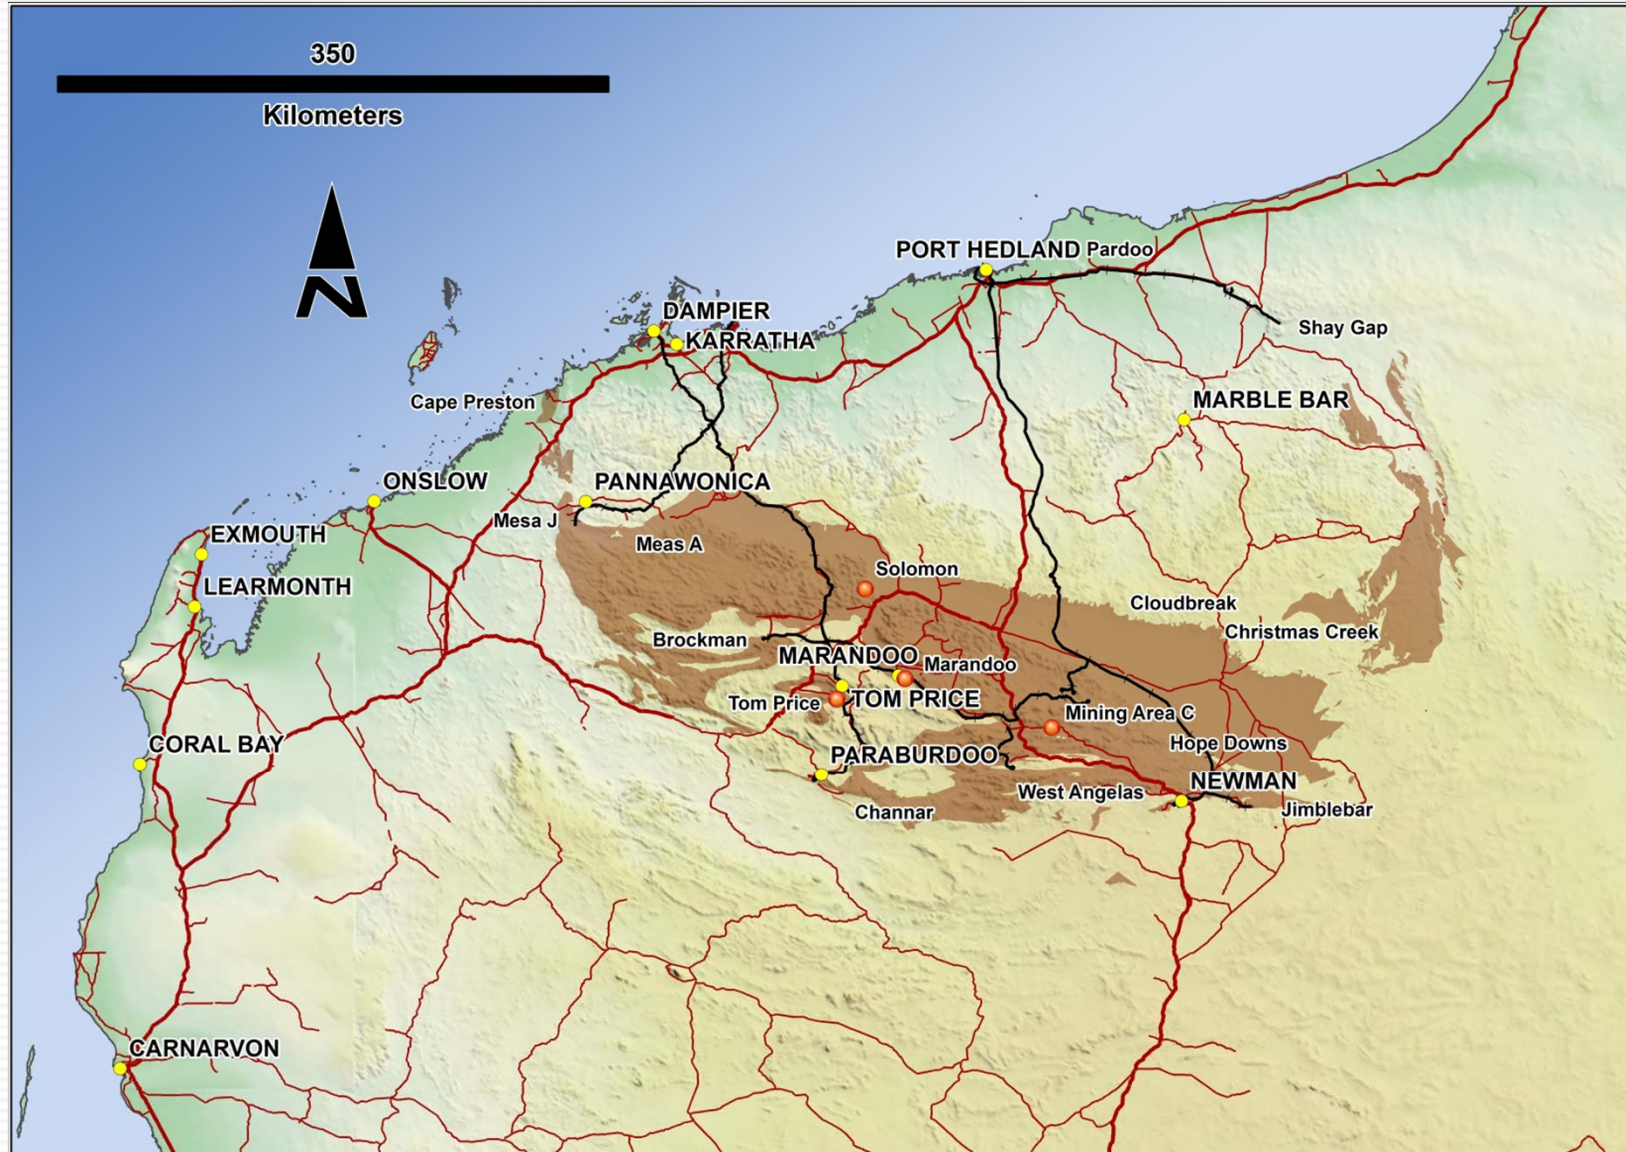 350
Kilometers
N
PORT HEDLAND
Pardoo
DAMPIER
KARRATHA
Shay Gap
Cape Preston
MARBLE BAR
ONSLOW
PANNAWONICA
Mesa J
EXMOUTH
Meas A
LEARMONTH
Solomon
Cloudbreak
Christmas Creek
Brockman
MARANDOO
Marandoo
Tom Price
TOM PRICE
Mining Area C
CORAL BAY
Hope Downs
PARABURDOO
NEWMAN
West Angelas
Channar
Jimblebar
CARNARVON